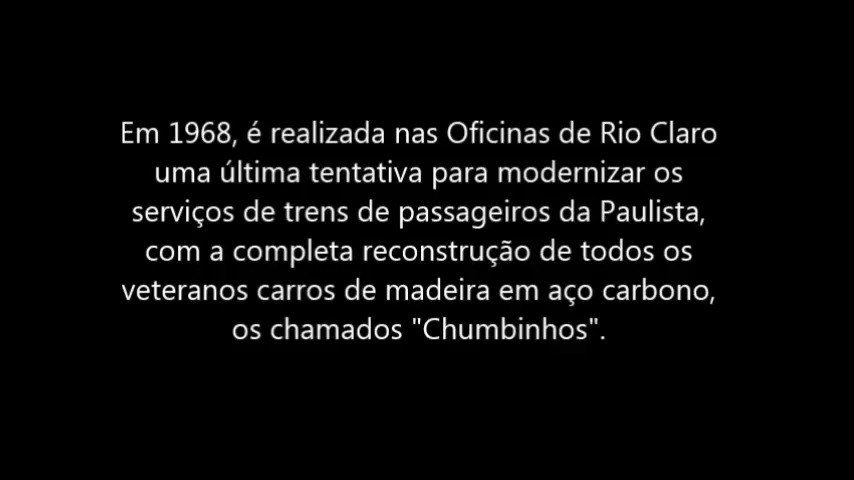 Em 1968, é realizada nas Oficinas de Rio Claro
uma última tentativa para modernizar os
serviços de trens de passageiros da Paulista,
com a completa reconstrução de todos os
veteranos carros de madeira em aço carbono,
os chamados "Chumbinhos".